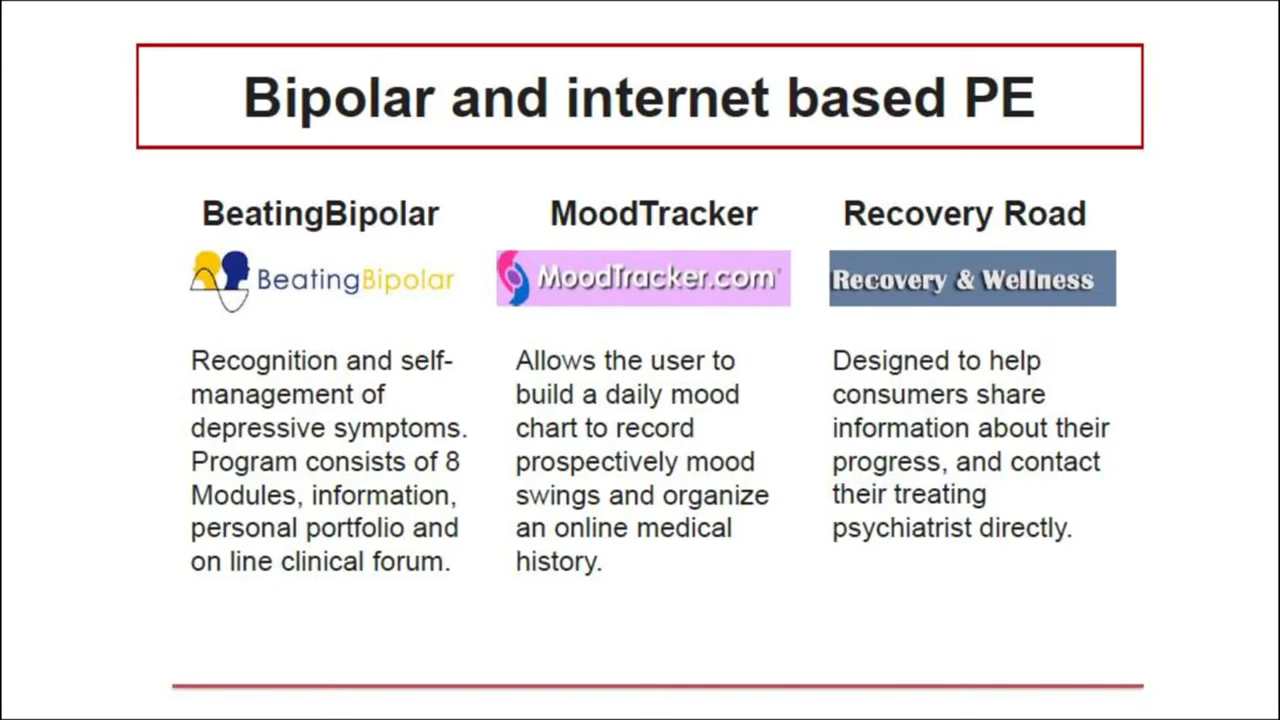 Bipolar and internet based PE
BeatingBipolar
BeatingBipolar
Recognition and self-
management of
depressive symptoms.
Program consists of 8
Modules, information,
personal portfolio and
on line clinical forum.
MoodTracker
MoodTracker.com
Allows the user to
build a daily mood
chart to record
prospectively mood
swings and organize
an online medical
history.
Recovery Road
Recovery & Wellness
Designed to help
consumers share
information about their
progress, and contact
their treating
psychiatrist directly.